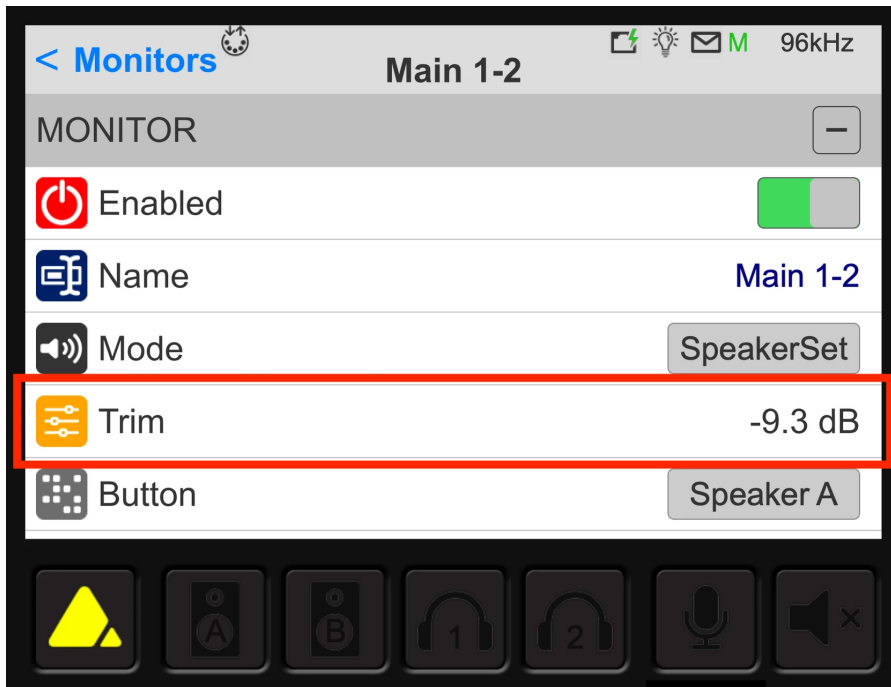 < Monitors
M 96kHz
Main 1-2
MONITOR
Enabled
Name Main 1-2
Mode SpeakerSet
Trim -9.3 dB
Button Speaker A
A B 1 2